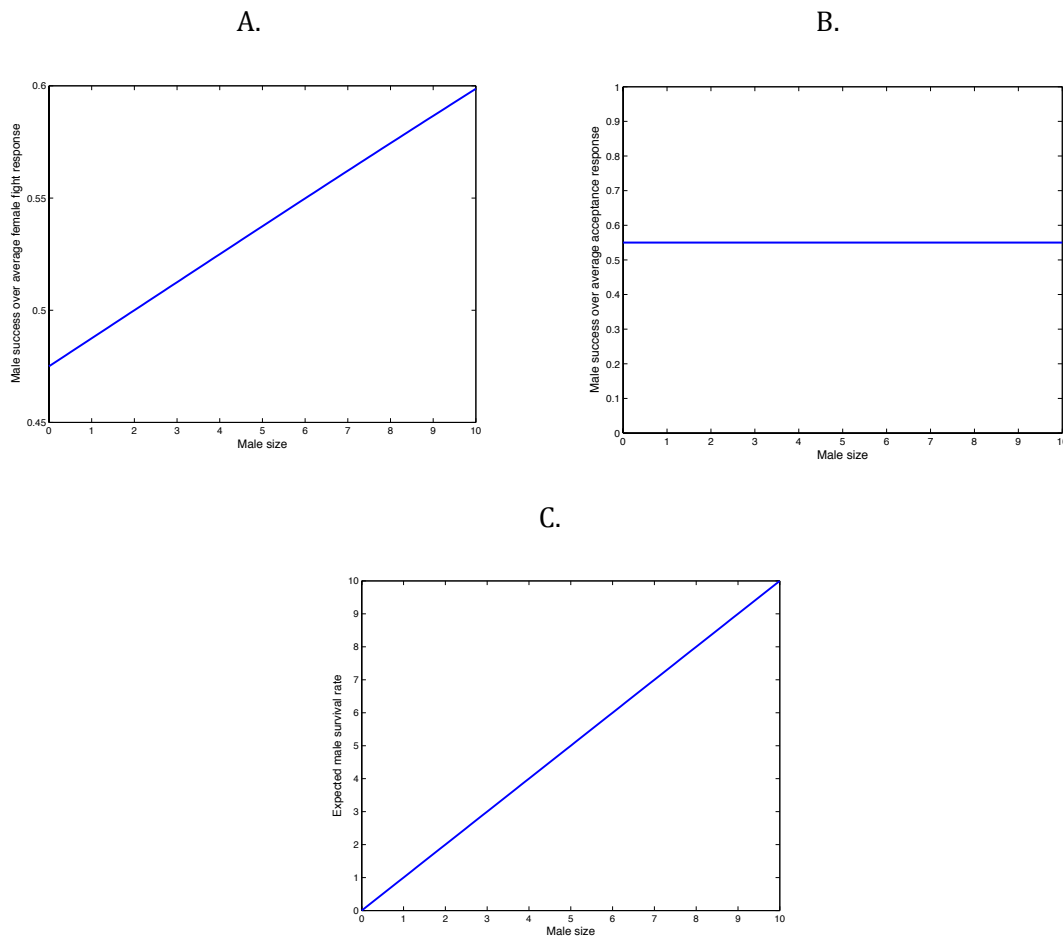 A.
B.
0.6
0.55
0.5
0.45
Male success over average female fight response
0 1 2 3 4 5 6 7 8 9 10
Male size
1
0.9
0.8
0.7
0.6
0.5
0.4
0.3
0.2
0.1
0
Male success over average acceptance response
0 1 2 3 4 5 6 7 8 9 10
Male size
C.
10
9
8
7
6
5
4
3
2
1
0
Expected male survival rate
0 1 2 3 4 5 6 7 8 9 10
Male size